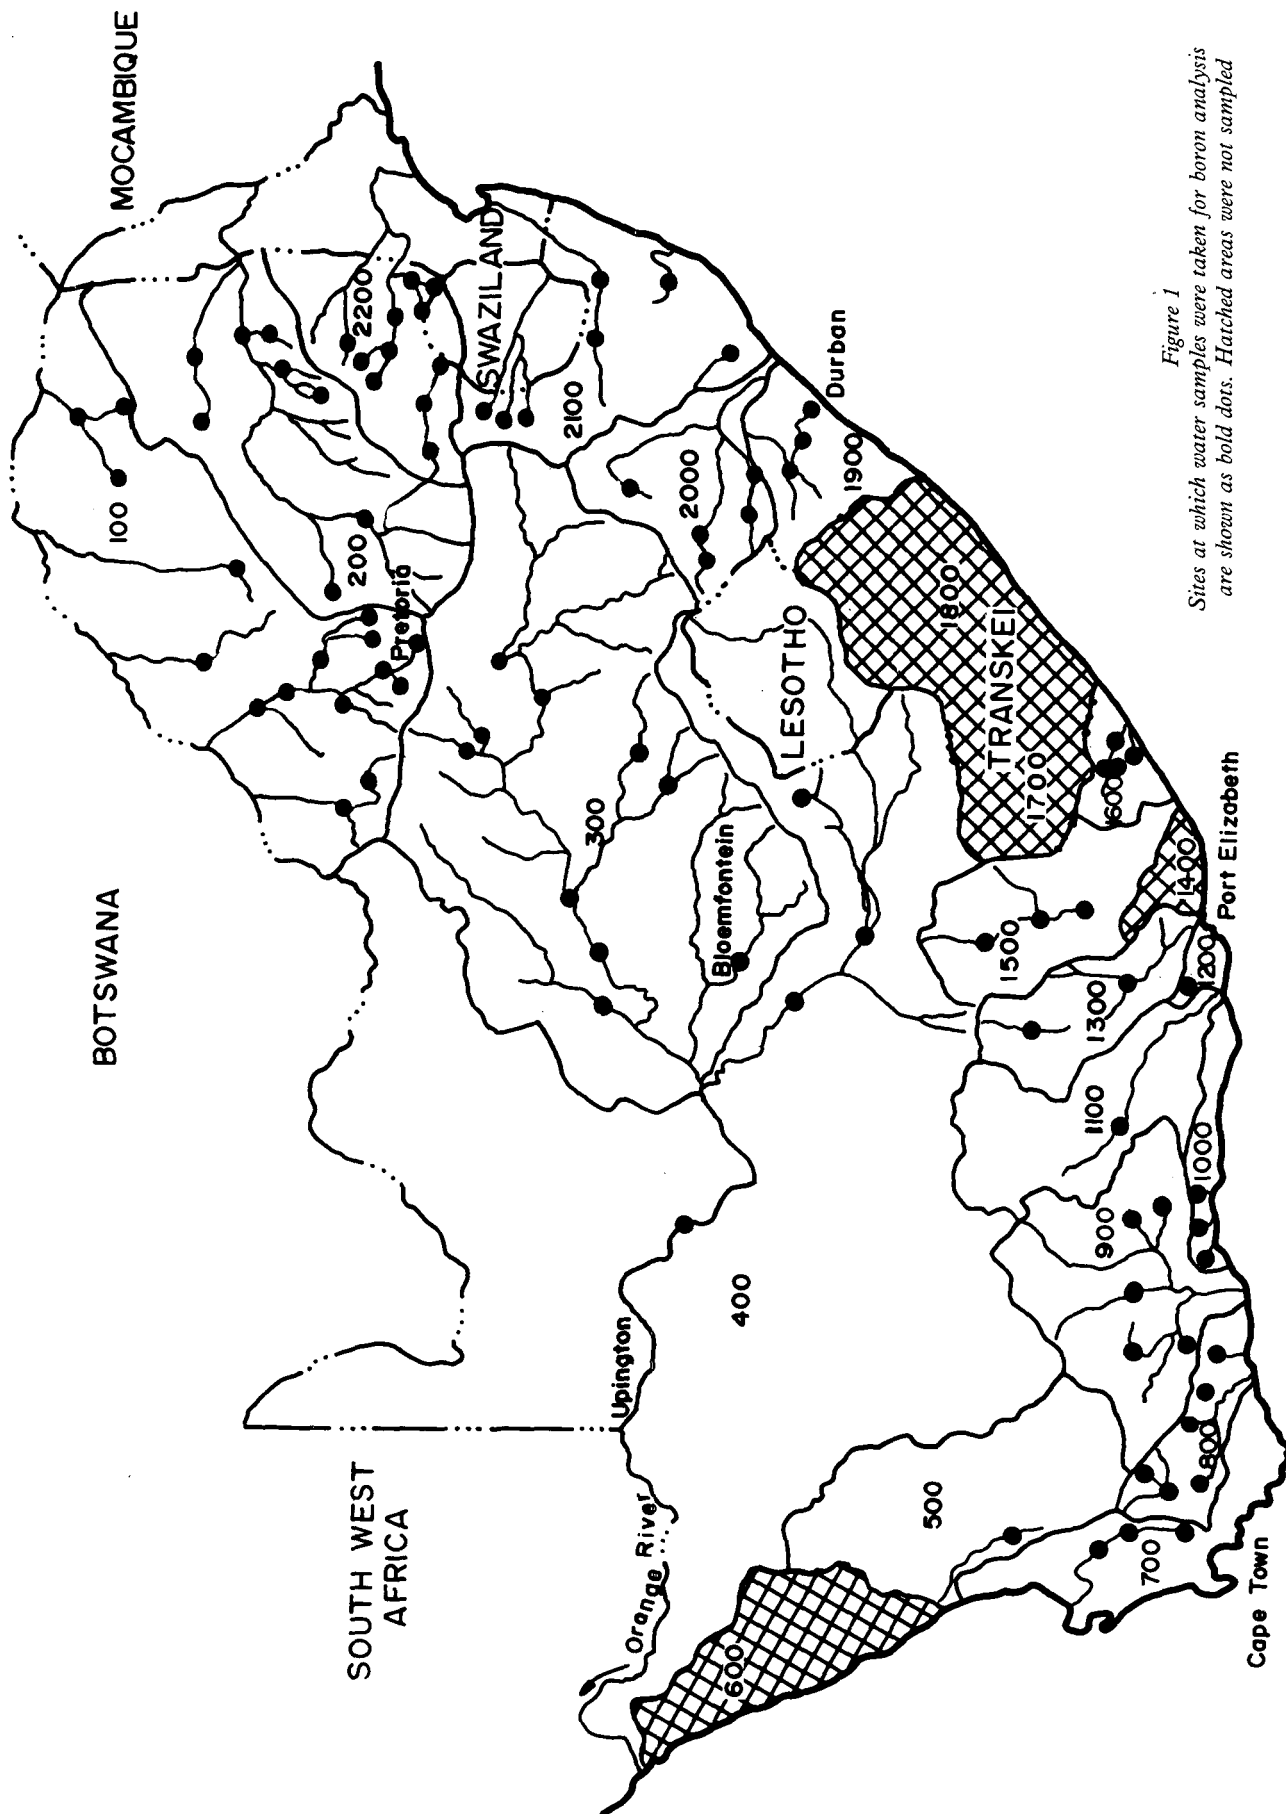 MOCAMBIQUE
BOTSWANA
SOUTH WEST
AFRICA
100
200
Pretoria
2200
SWAZILAND
2100
2000
1900
Durban
300
LESOTHO
Bloemfontein
Upington
Orange River
400
1800
TRANSKEI
1700
1600
1500
1400
Port Elizabeth
1300
1200
1100
1000
900
800
700
500
600
Cape Town
Figure 1
Sites at which water samples were taken for boron analysis
are shown as bold dots. Hatched areas were not sampled